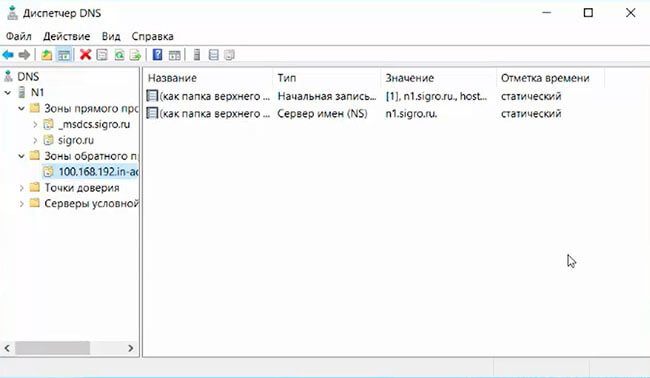 Диспетчер DNS
Файл Действие Вид Справка
DNS
N1
Зоны прямого про
_msdcs.sigro.ru
sigro.ru
Зоны обратного п
100.168.192.in-ad
Точки доверия
Серверы условной
Название Тип Значение Отметка времени
(как папка верхнего ... Начальная запись... [1], n1.sigro.ru., host... статический
(как папка верхнего ... Сервер имен (NS) n1.sigro.ru. статический